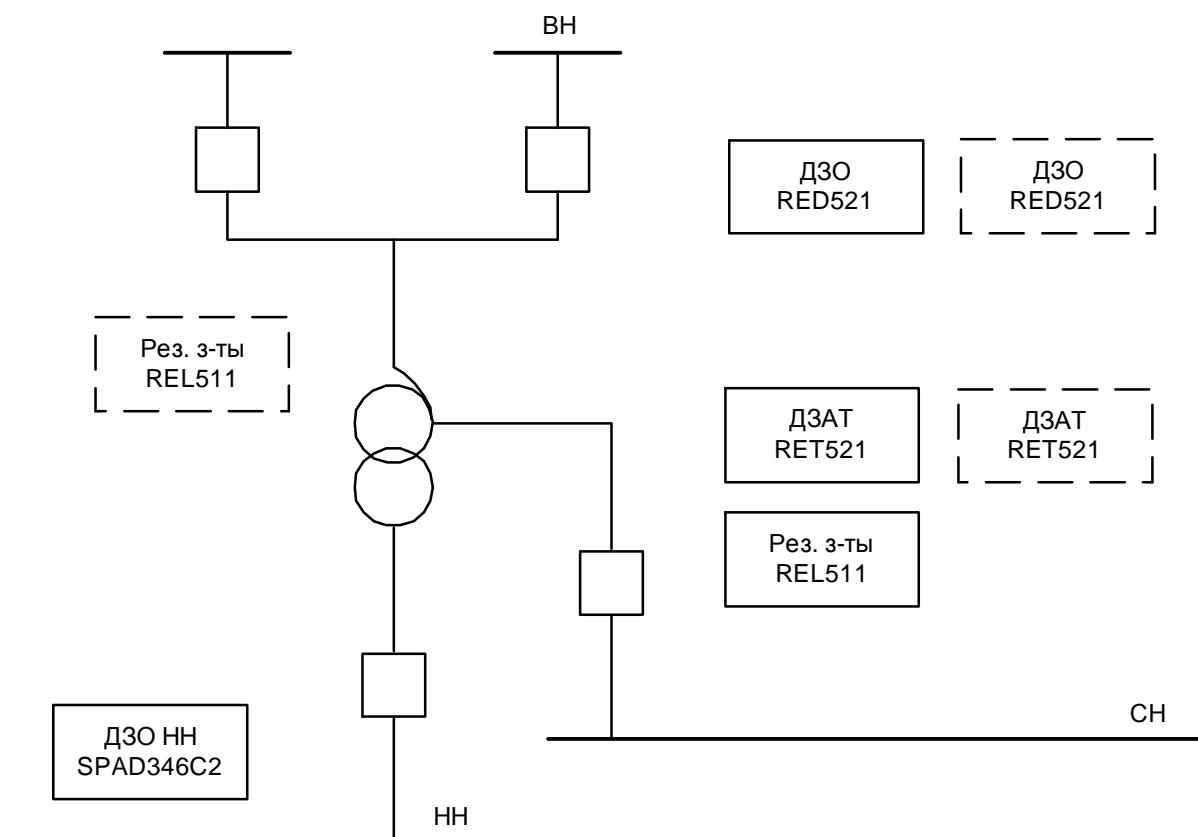 ВН
ДЗО
RED521
ДЗО
RED521
Рез. з-ты
REL511
ДЗАТ
RET521
ДЗАТ
RET521
Рез. з-ты
REL511
СН
ДЗО НН
SPAD346C2
НН